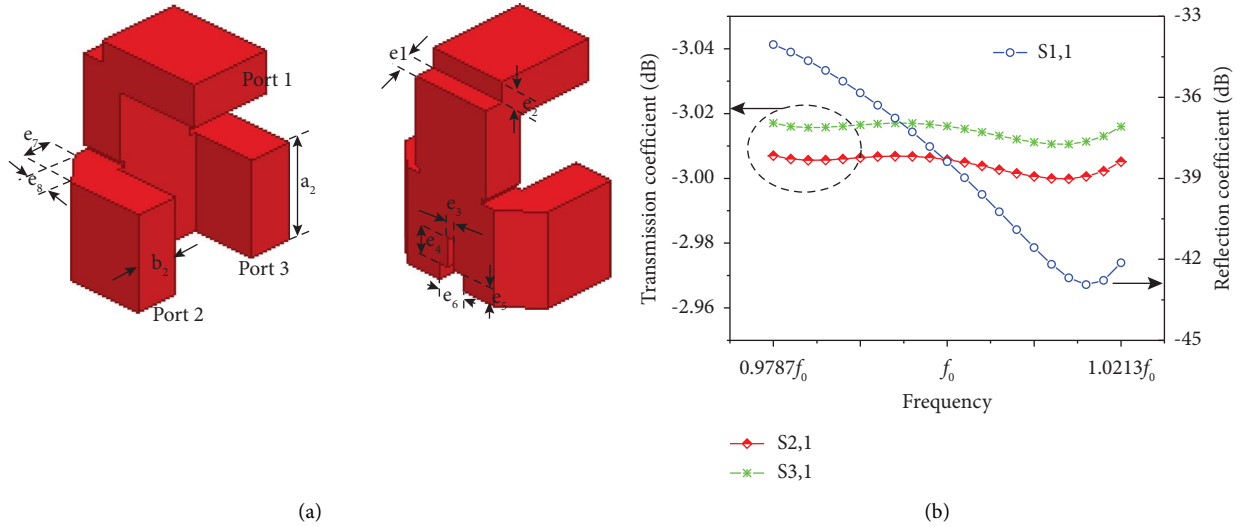 Port 1
e₇
e₈
a₂
b₂
Port 3
Port 2
e1
e₂
e₃
e₄
e₆
e₅
(a)
Transmission coefficient (dB)
-3.04
-3.02
-3.00
-2.98
-2.96
S1,1
-33
-36
-39
-42
-45
Reflection coefficient (dB)
0.9787f₀
f₀
1.0213f₀
Frequency
S2,1
S3,1
(b)